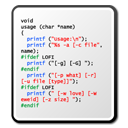 void
usage (char *name)
{
printf ("Usage:\n");
printf ("%s -a [-c file",
name);
#ifdef LOFI
printf ("[-g] [-G] ");
#endif
printf ("[-p what] [-r]
[-u file type]");
#ifdef LOFI
printf (" [-w love] [-W
eweid] [-z size] ");
#endif